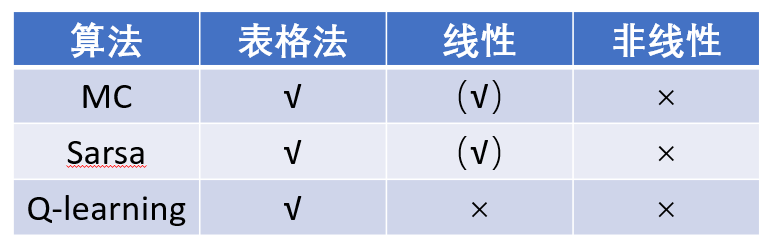 算法 表格法 线性 非线性
MC √ （√） ×
Sarsa √ （√） ×
Q-learning √ × ×